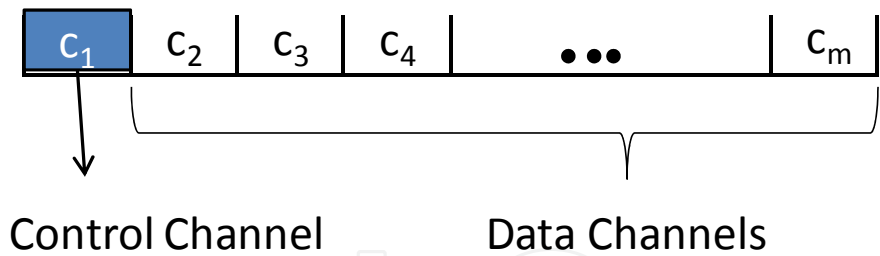 c₁ c₂ c₃ c₄ ••• cₘ
Control Channel Data Channels